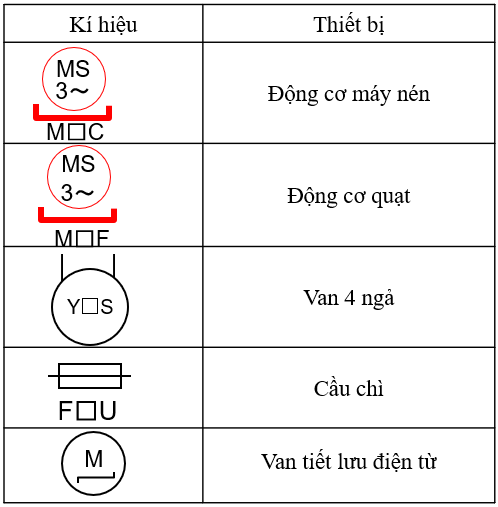 Kí hiệu Thiết bị
MS
3～
M□C
Động cơ máy nén
MS
3～
M□F
Động cơ quạt
Y□S
Van 4 ngả
F□U
Cầu chì
M
Van tiết lưu điện từ